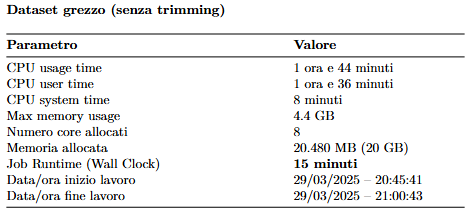 Dataset grezzo (senza trimming)
Parametro Valore
CPU usage time 1 ora e 44 minuti
CPU user time 1 ora e 36 minuti
CPU system time 8 minuti
Max memory usage 4.4 GB
Numero core allocati 8
Memoria allocata 20.480 MB (20 GB)
Job Runtime (Wall Clock) 15 minuti
Data/ora inizio lavoro 29/03/2025 – 20:45:41
Data/ora fine lavoro 29/03/2025 – 21:00:43